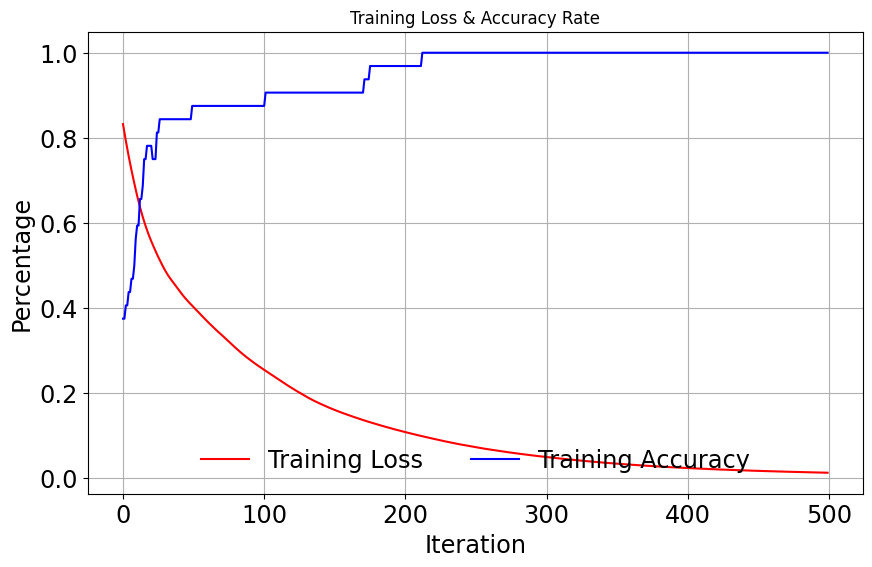 Training Loss & Accuracy Rate
1.0
0.8
0.6
0.4
0.2
0.0
Percentage
Training Loss Training Accuracy
0 100 200 300 400 500
Iteration